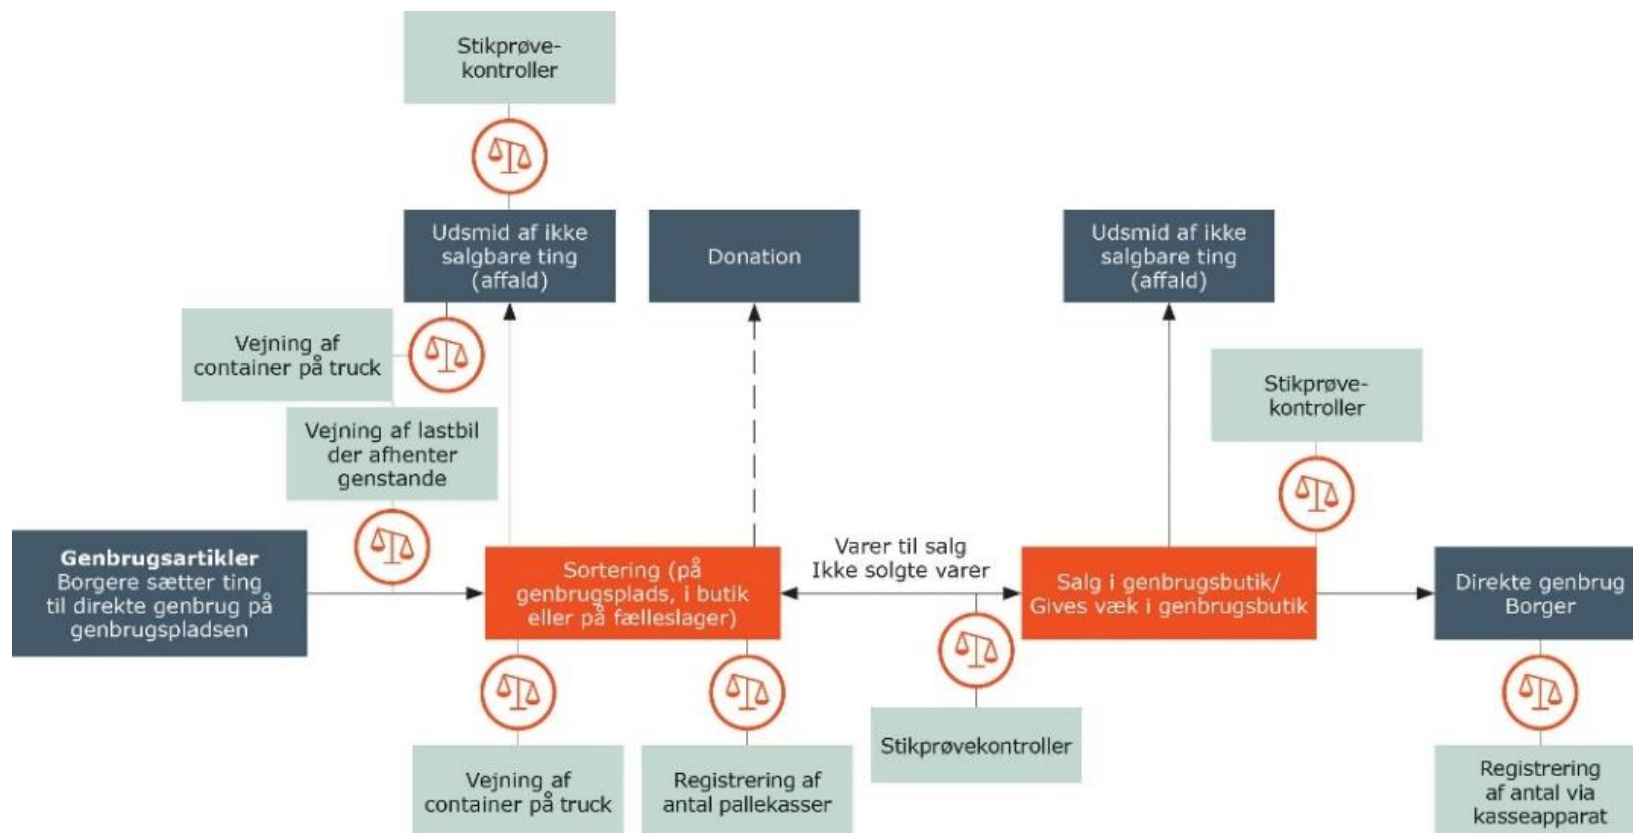 Stikprøve-
kontroller
Udsmid af ikke
salgbare ting
(affald)
Donation
Udsmid af ikke
salgbare ting
(affald)
Vejning af
container på truck
Stikprøve-
kontroller
Vejning af lastbil
der afhenter
genstande
Genbrugsartikler
Borgere sætter ting
til direkte genbrug på
genbrugspladsen
Sortering (på
genbrugsplads, i butik
eller på fælleslager)
Varer til salg
Ikke solgte varer
Salg i genbrugsbutik/
Gives væk i genbrugsbutik
Direkte genbrug
Borger
Vejning af
container på truck
Registrering af
antal pallekasser
Stikprøvekontroller
Registrering
af antal via
kasseapparat